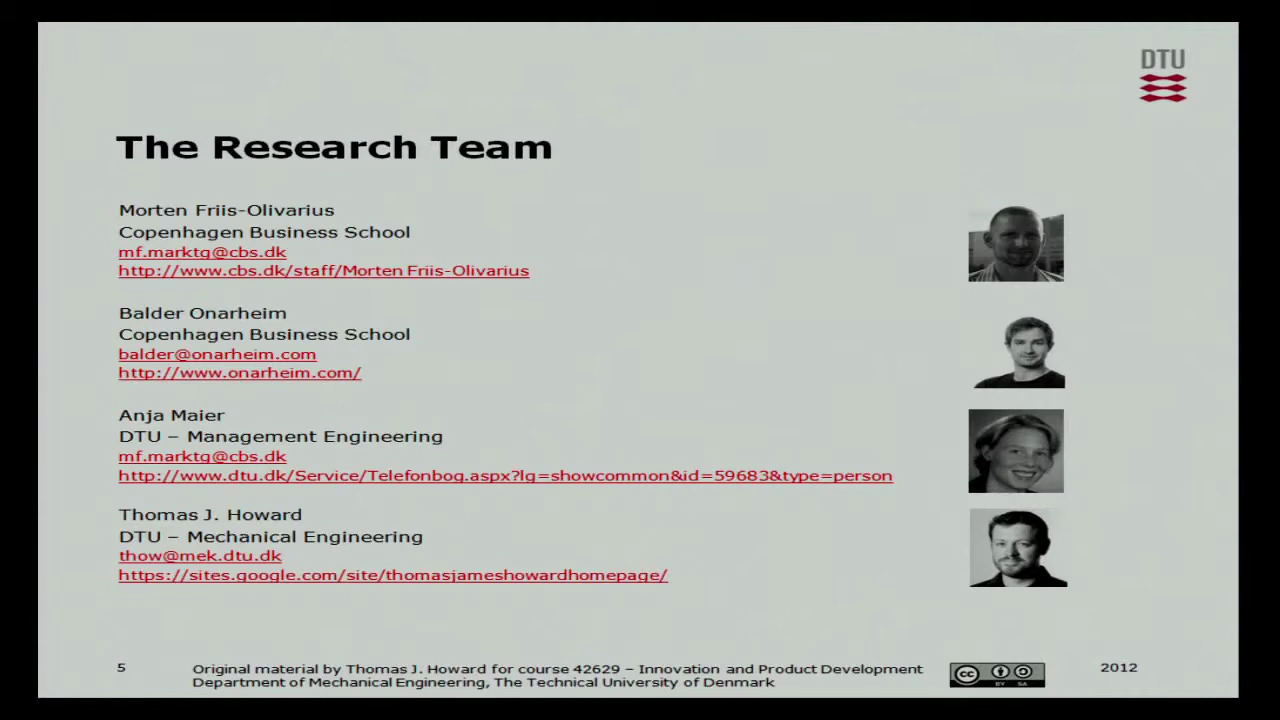 DTU
The Research Team
Morten Friis-Olivarius
Copenhagen Business School
mf.marktg@cbs.dk
http://www.cbs.dk/staff/Morten Friis-Olivarius
Balder Onarheim
Copenhagen Business School
balder@onarheim.com
http://www.onarheim.com/
Anja Maier
DTU – Management Engineering
mf.marktg@cbs.dk
http://www.dtu.dk/Service/Telefonbog.aspx?lg=showcommon&id=59683&type=person
Thomas J. Howard
DTU – Mechanical Engineering
thow@mek.dtu.dk
https://sites.google.com/site/thomasjameshowardhomepage/
5
Original material by Thomas J. Howard for course 42629 – Innovation and Product Development
Department of Mechanical Engineering, The Technical University of Denmark
cc
BY SA
2012